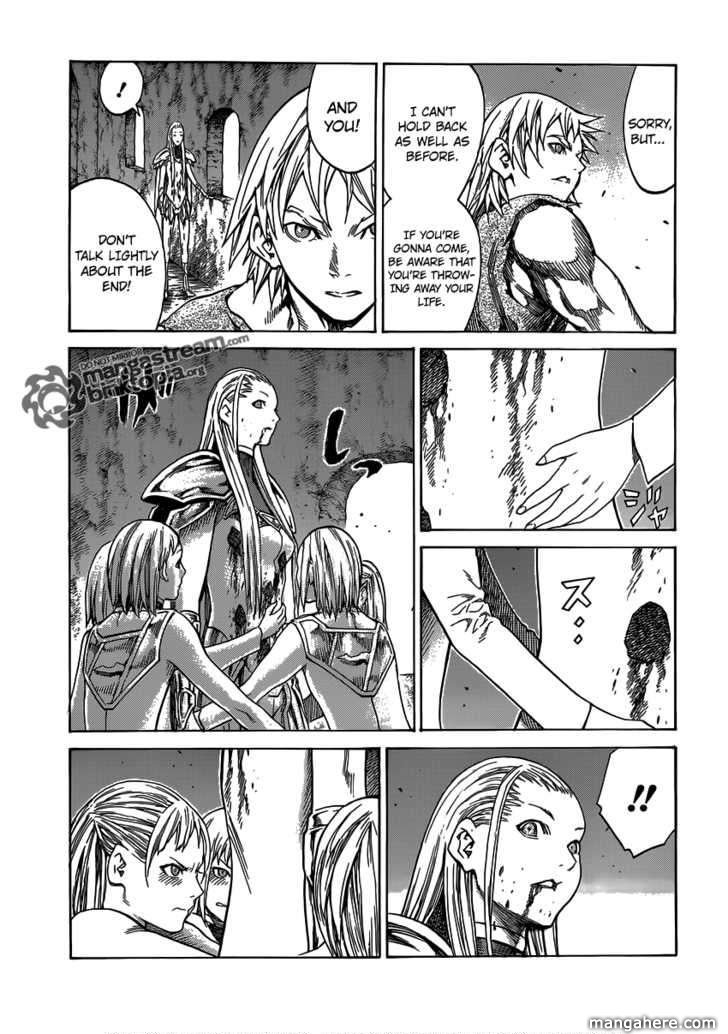 SORRY,
BUT...
I CAN'T
HOLD BACK
AS WELL AS
BEFORE.
IF YOU'RE
GONNA COME,
BE AWARE THAT
YOU'RE THROW-
ING AWAY YOUR
LIFE.
AND
YOU!
!
DON'T
TALK LIGHTLY
ABOUT THE
END!
DO NOT MIRROR
mangastream.com
binktopia.org
ジャ
ス...
!!
www.mangahere.com